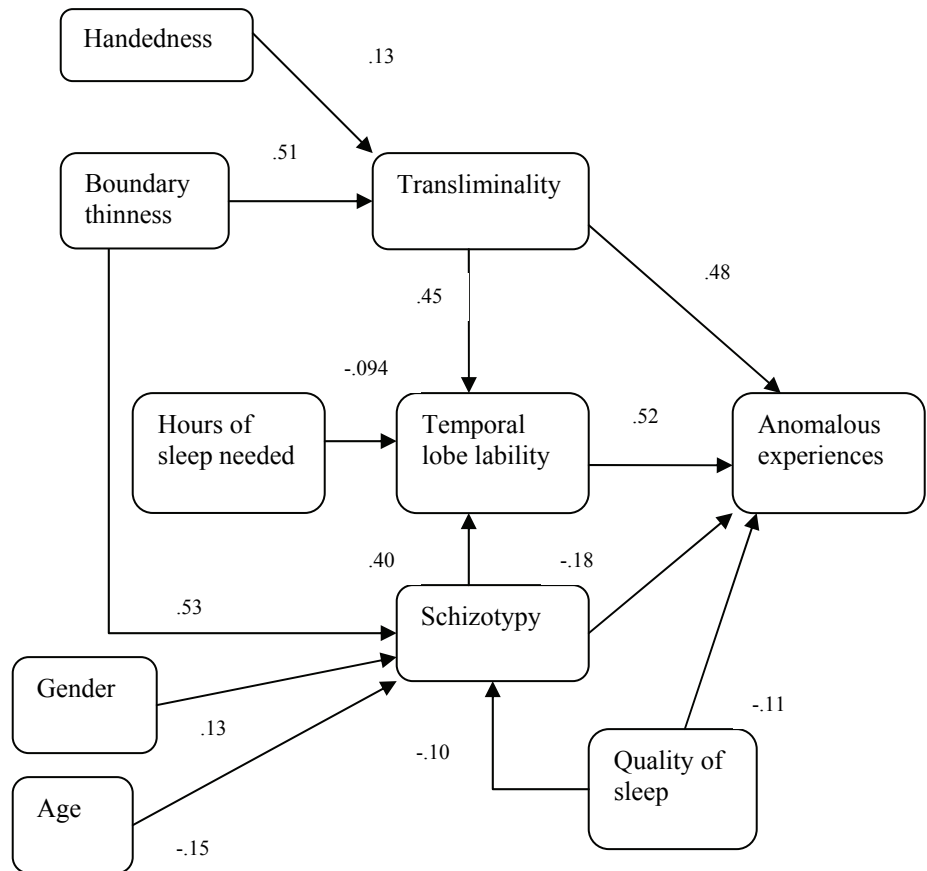 Handedness
.13
.51
Boundary
thinness
Transliminality
.45
.48
-.094
Hours of
sleep needed
Temporal
lobe lability
.52
Anomalous
experiences
.40
-.18
.53
Schizotypy
Gender
.13
-.10
-.11
Quality of
sleep
Age
-.15